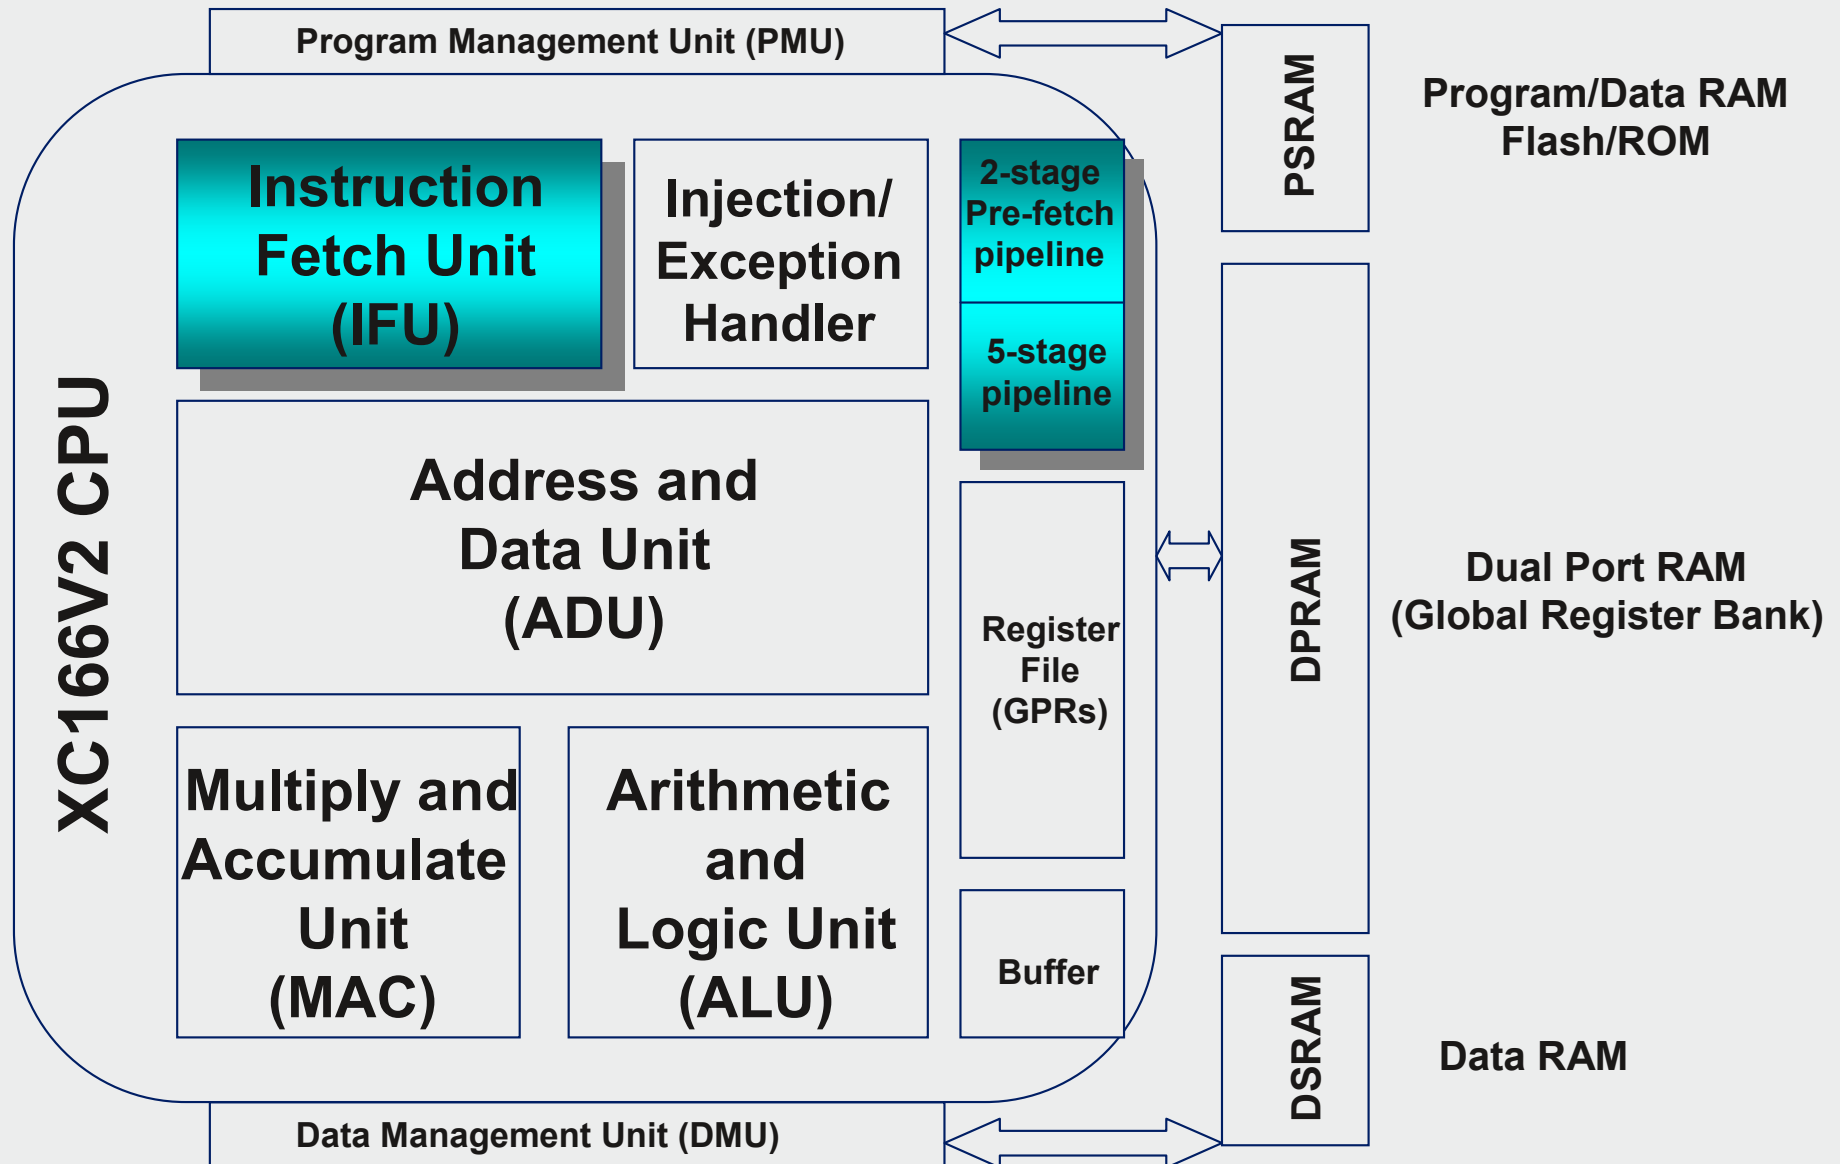 Program Management Unit (PMU)
XC166V2 CPU
Instruction
Fetch Unit
(IFU)
Injection/
Exception
Handler
2-stage
Pre-fetch
pipeline
5-stage
pipeline
Address and
Data Unit
(ADU)
Register
File
(GPRs)
Multiply and
Accumulate
Unit
(MAC)
Arithmetic
and
Logic Unit
(ALU)
Buffer
Data Management Unit (DMU)
PSRAM
Program/Data RAM
Flash/ROM
DPRAM
Dual Port RAM
(Global Register Bank)
DSRAM
Data RAM